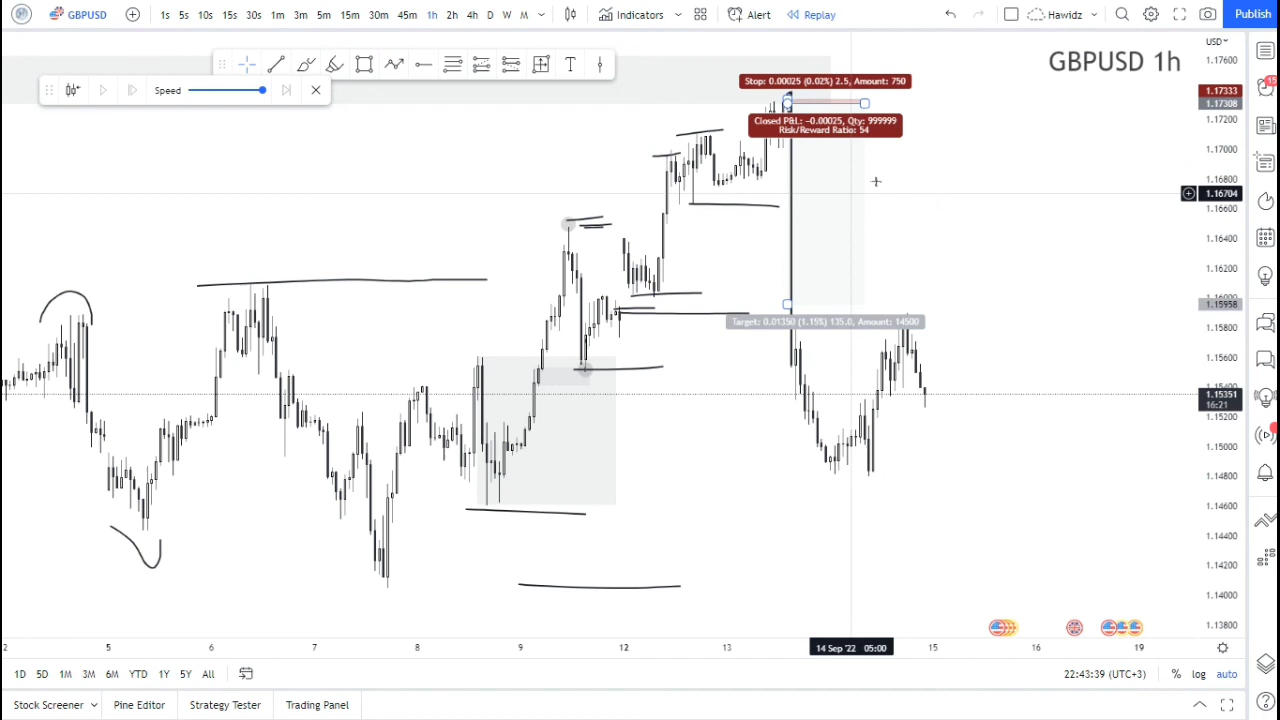 GBPUSD 1s 5s 10s 15s 30s 1m 3m 5m 15m 30m 45m 1h 2h 4h D W M Indicators Alert Replay Hawidz Publish
Speed
GBPUSD 1h
USD
1.17600
Stop: 0.00025 (0.02%) 2.5, Amount: 750
1.17333
1.17308
Closed P&L: -0.00025, Qty: 999999
Risk/Reward Ratio: 54
1.17200
1.17000
1.16800
1.16704
1.16600
1.16400
1.16200
1.16000
1.15958
Target: 0.01350 (1.15%) 135.0, Amount: 14500
1.15800
1.15600
1.15400
1.15351
16:21
1.15200
1.15000
1.14800
1.14600
1.14400
1.14200
1.14000
1.13800
15
2 5 6 7 8 9 12 13 14 Sep '22 05:00 15 16 19
1D 5D 1M 3M 6M YTD 1Y 5Y All 22:43:39 (UTC+3) % log auto
Stock Screener Pine Editor Strategy Tester Trading Panel